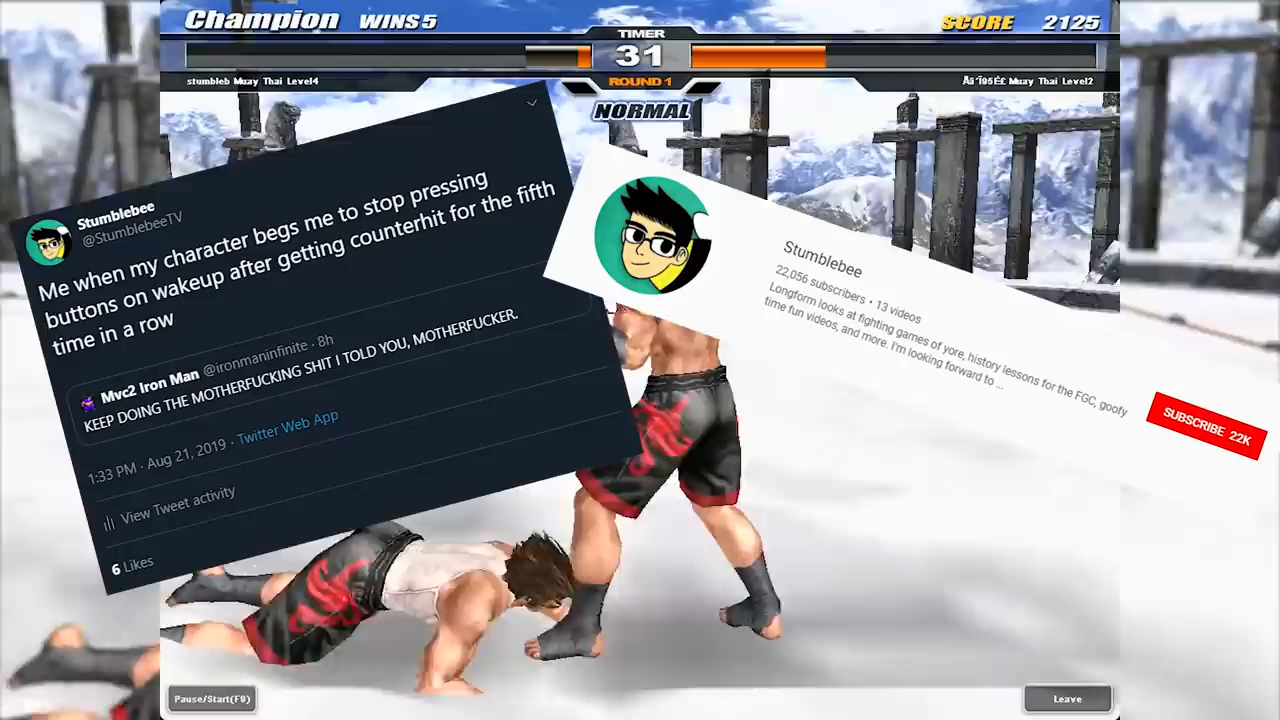 Champion WINS 5
SCORE 2125
TIMER
31
ROUND 1
stumbleb Muay Thai Level4
Muay Thai Level2
NORMAL
Stumblebee
@StumblebeeTV
Me when my character begs me to stop pressing
buttons on wakeup after getting counterhit for the fifth
time in a row
Mvc2 Iron Man @ironmaninfinite · 8h
KEEP DOING THE MOTHERFUCKING SHIT I TOLD YOU, MOTHERFUCKER.
1:33 PM · Aug 21, 2019 · Twitter Web App
View Tweet activity
6 Likes
Stumblebee
22,056 subscribers • 13 videos
Longform looks at fighting games of yore, history lessons for the FGC, goofy
time fun videos, and more. I'm looking forward to ...
SUBSCRIBE 22K
Pause/Start(F9)
Leave